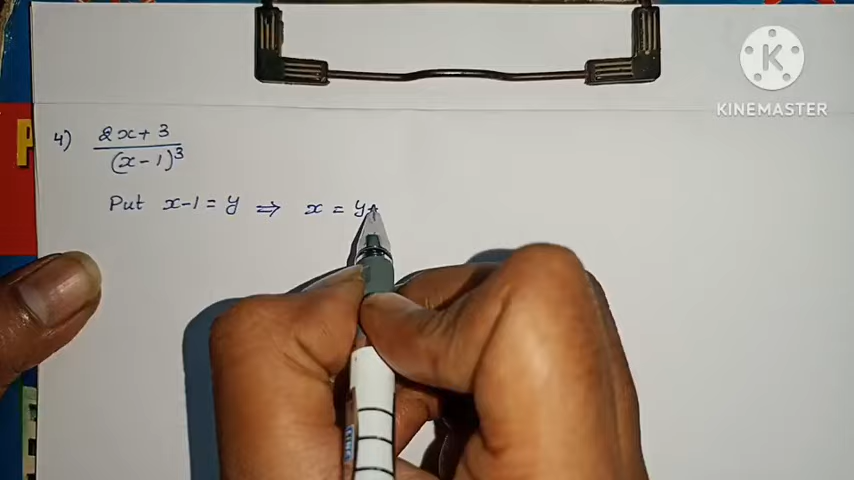 KINEMASTER
4) 2x+3
(x-1)³
Put x-1 = y ⇒ x = y+